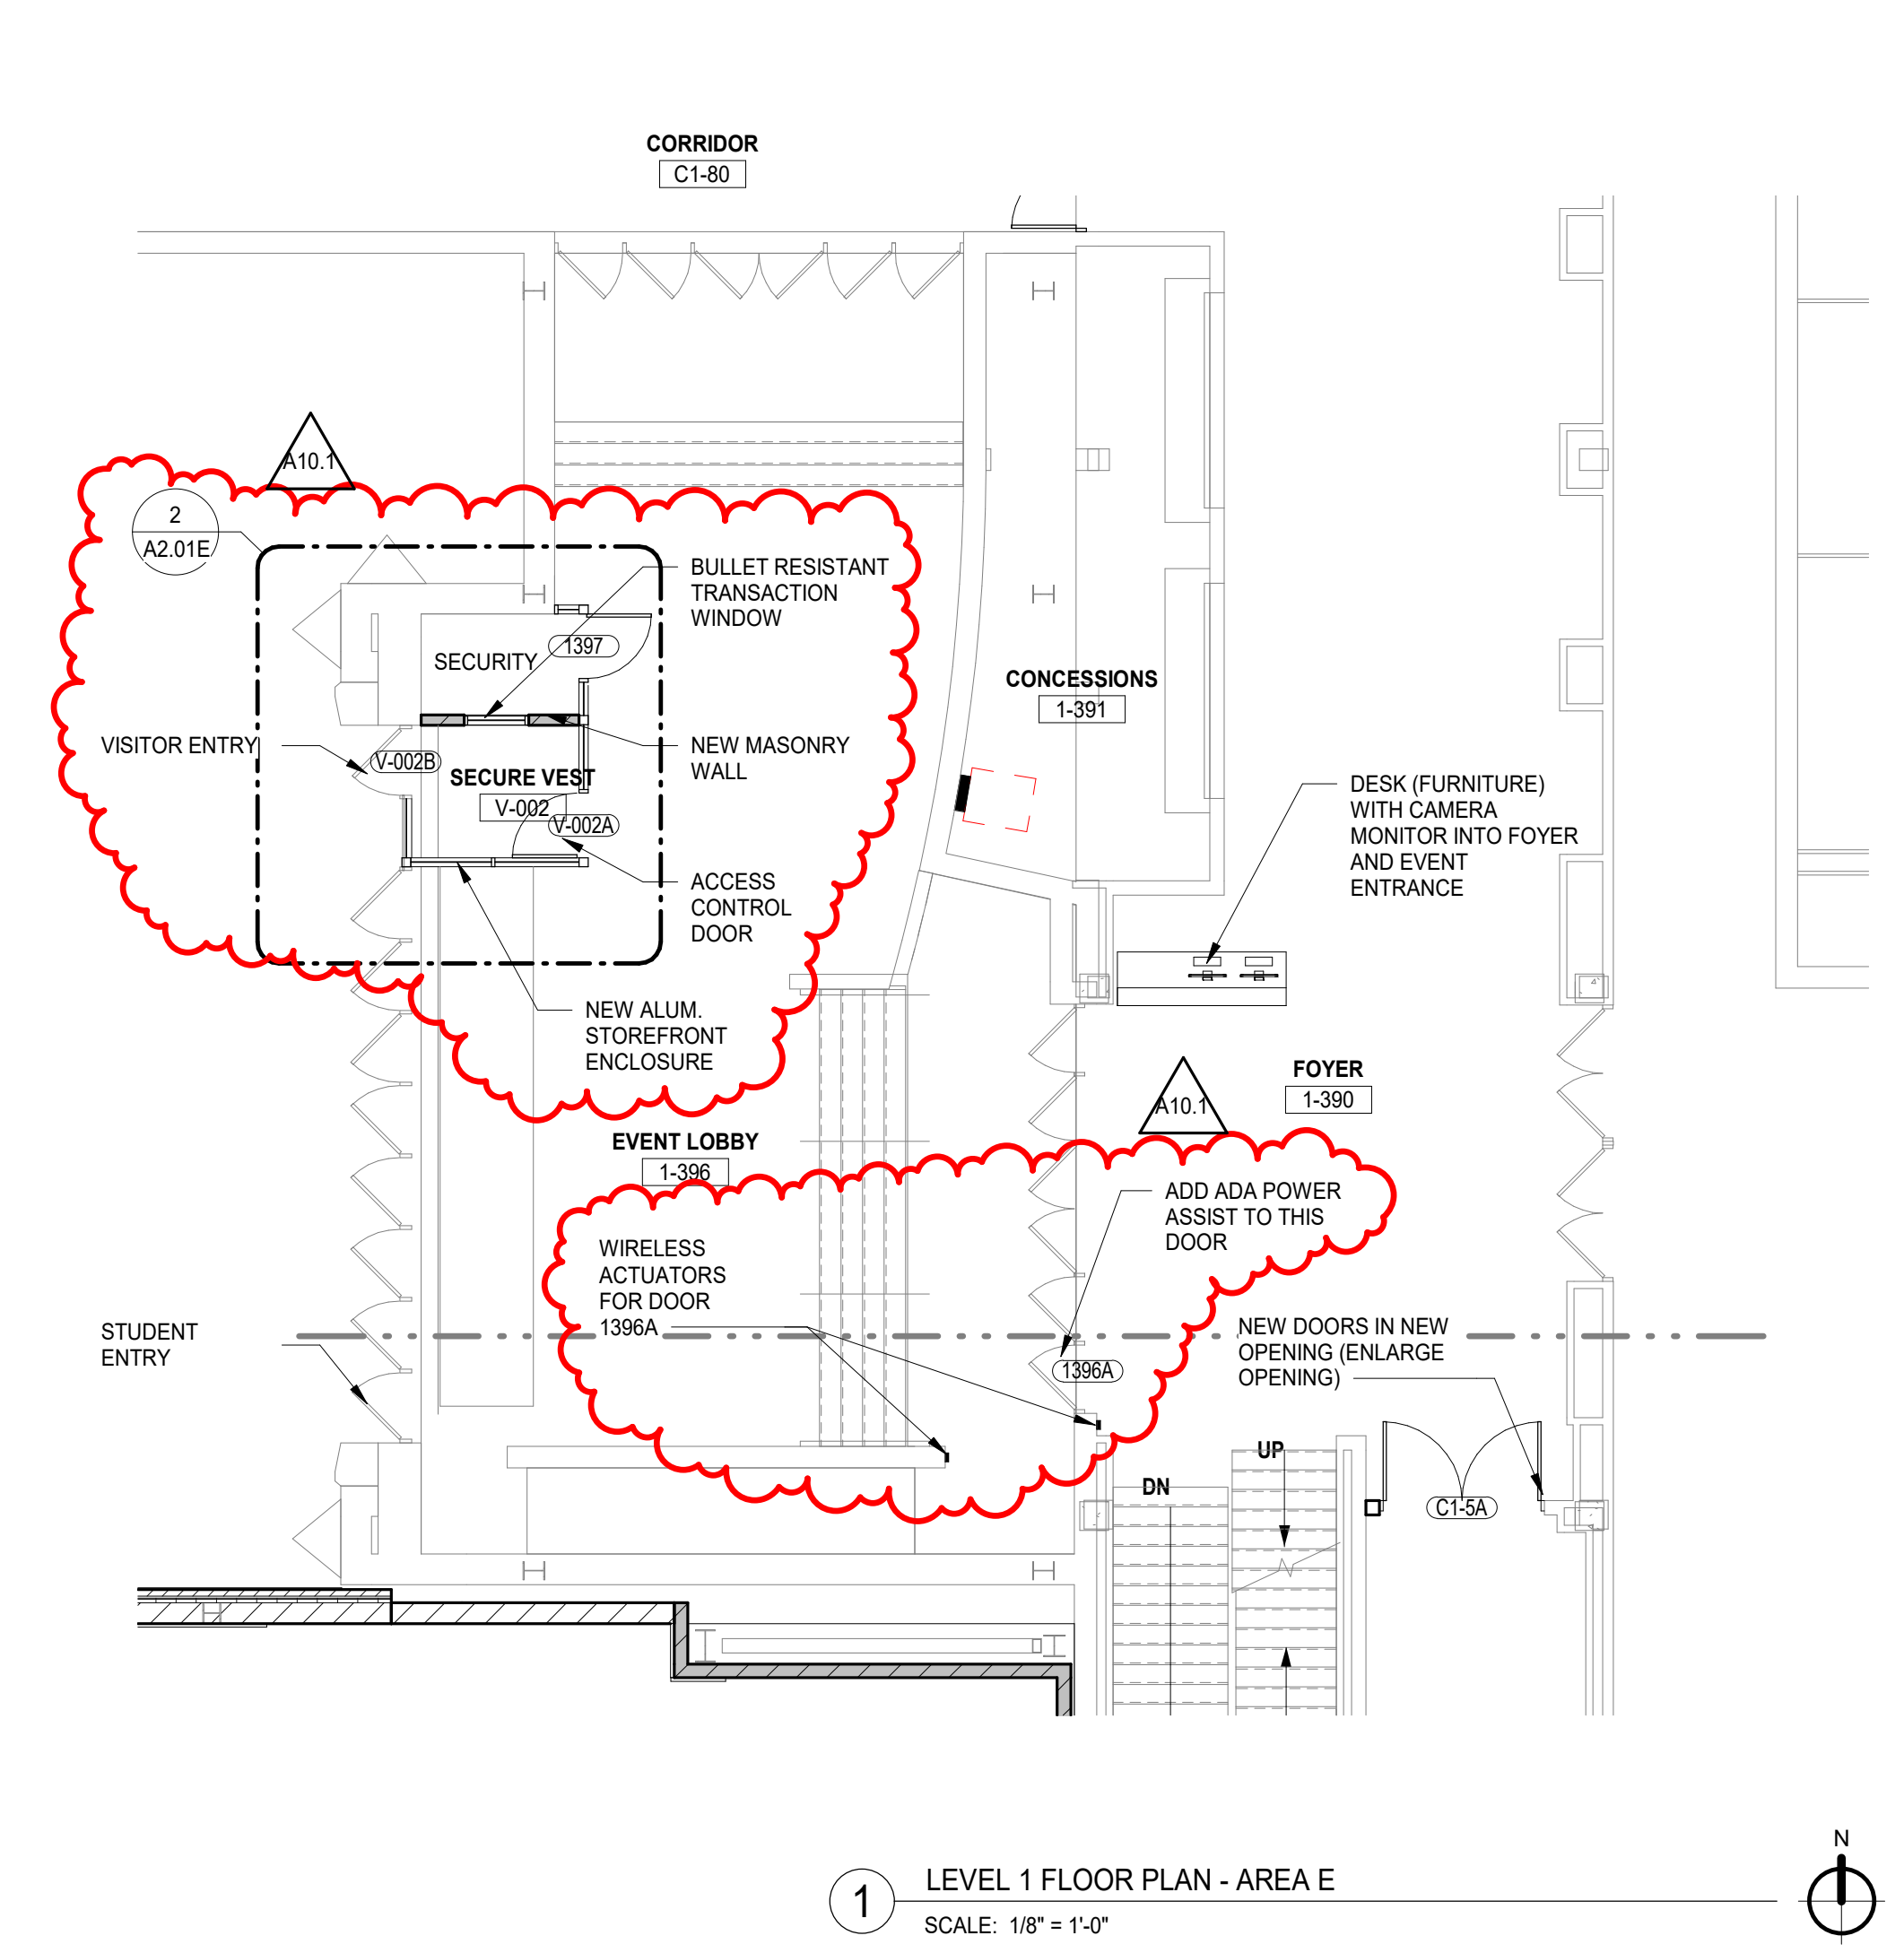 CORRIDOR
C1-80
A10.1
2
A2.01E
BULLET RESISTANT
TRANSACTION
WINDOW
1397
SECURITY
VISITOR ENTRY
V-002B
NEW MASONRY
WALL
SECURE VEST
V-002
V-002A
ACCESS
CONTROL
DOOR
NEW ALUM.
STOREFRONT
ENCLOSURE
CONCESSIONS
1-391
DESK (FURNITURE)
WITH CAMERA
MONITOR INTO FOYER
AND EVENT
ENTRANCE
FOYER
1-390
A10.1
EVENT LOBBY
1-396
ADD ADA POWER
ASSIST TO THIS
DOOR
WIRELESS
ACTUATORS
FOR DOOR
1396A
STUDENT
ENTRY
1396A
NEW DOORS IN NEW
OPENING (ENLARGE
OPENING)
UP
DN
C1-5A
N
1
LEVEL 1 FLOOR PLAN - AREA E
SCALE: 1/8" = 1'-0"